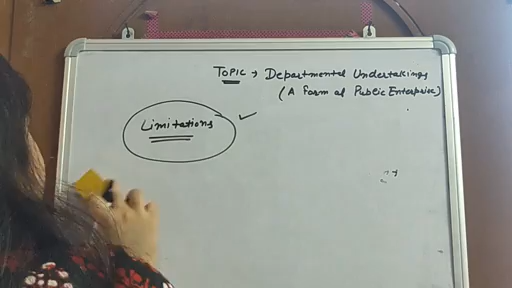 TOPIC → Departmental Undertakings
(A Form of Public Enterprise)
Limitations ✓